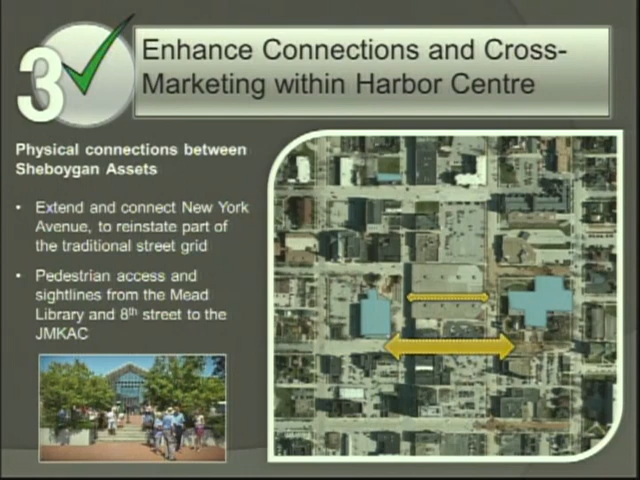 3
Enhance Connections and Cross-
Marketing within Harbor Centre
Physical connections between
Sheboygan Assets
• Extend and connect New York
Avenue, to reinstate part of
the traditional street grid
• Pedestrian access and
sightlines from the Mead
Library and 8th street to the
JMKAC